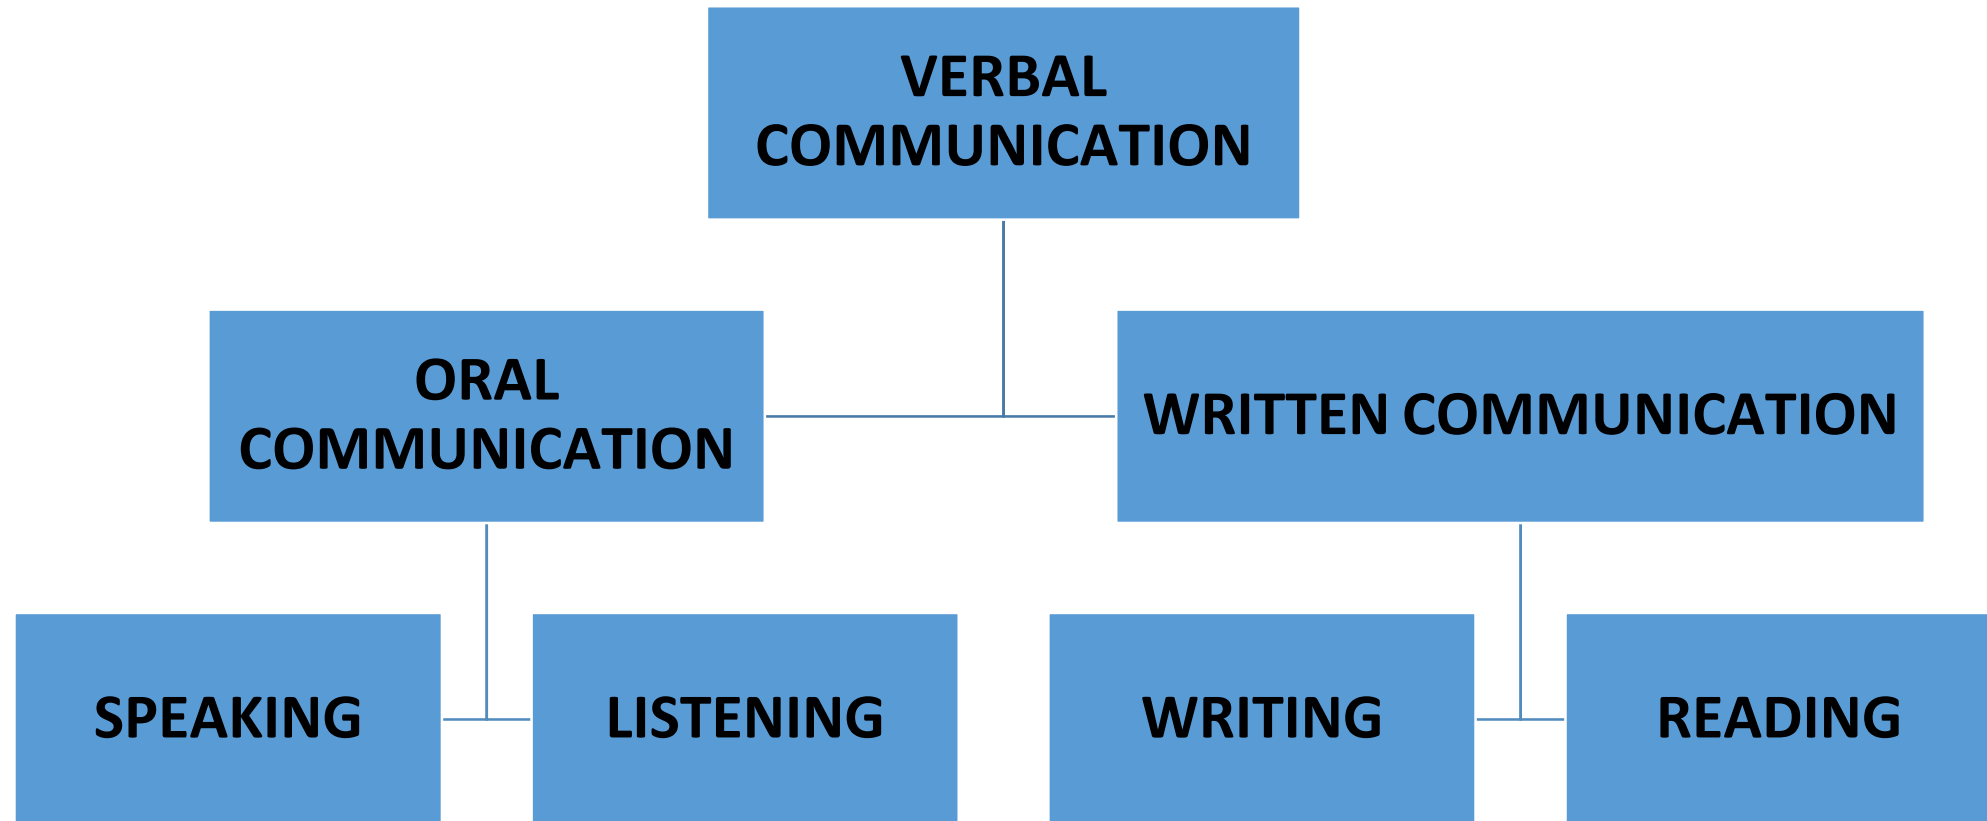 VERBAL
COMMUNICATION
ORAL
COMMUNICATION
WRITTEN COMMUNICATION
SPEAKING
LISTENING
WRITING
READING